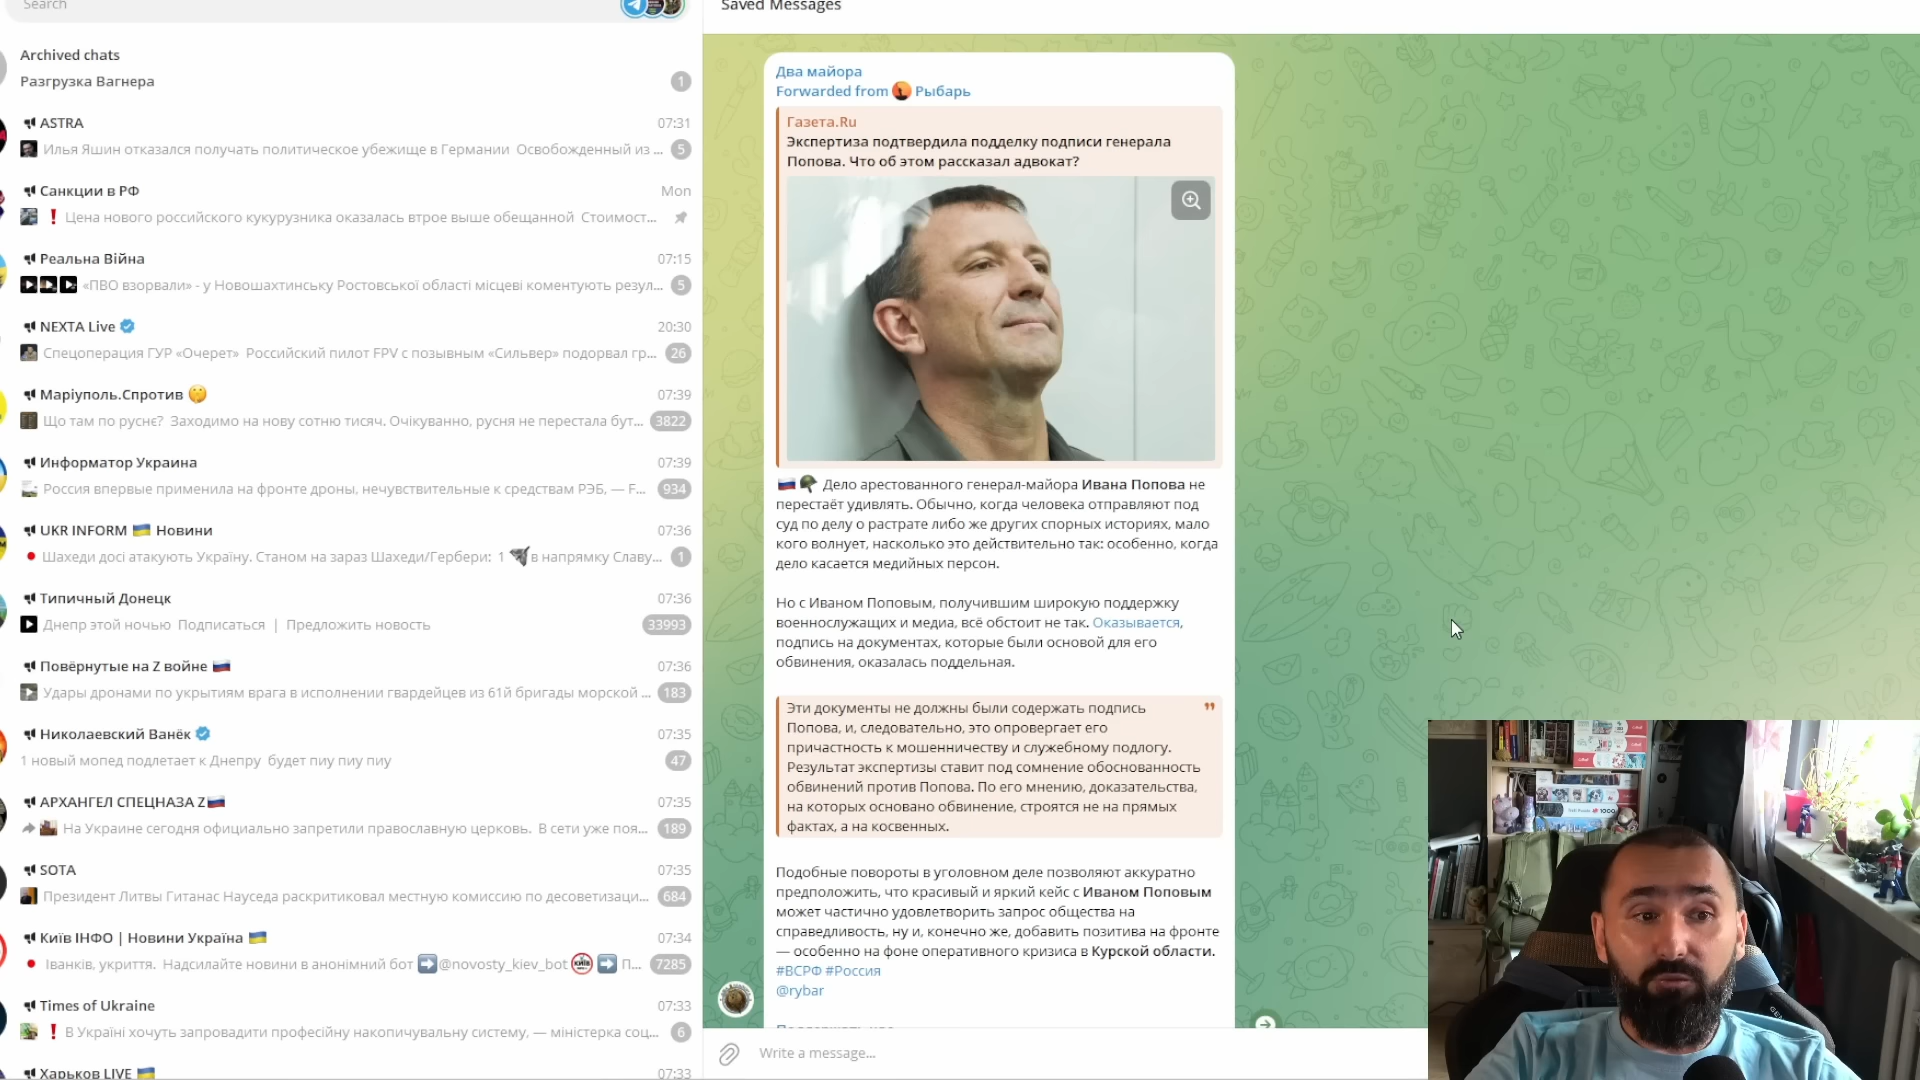 Search
Archived chats
Разгрузка Вагнера
1
ASTRA
07:31
Илья Яшин отказался получать политическое убежище в Германии Освобожденный из ...
5
Санкции в РФ
Mon
❗ Цена нового российского кукурузника оказалась втрое выше обещанной Стоимост...
Реальна Війна
07:15
«ПВО взорвали» - у Новошахтинську Ростовської області місцеві коментують резул...
5
NEXTA Live
20:30
Спецоперация ГУР «Очерет» Российский пилот FPV с позывным «Сильвер» подорвал гр...
26
Маріуполь.Спротив 🤫
07:39
Що там по руснє? Заходимо на нову сотню тисяч. Очікуванно, русня не перестала бут...
3822
Информатор Украина
07:39
Россия впервые применила на фронте дроны, нечувствительные к средствам РЭБ, — F...
934
UKR INFORM 🇺🇦 Новини
07:36
Шахеди досі атакують Україну. Станом на зараз Шахеди/Гербери: 1 в напрямку Славу...
1
Типичный Донецк
07:36
Днепр этой ночью Подписаться | Предложить новость
33993
Повёрнутые на Z войне 🇷🇺
07:36
Удары дронами по укрытиям врага в исполнении гвардейцев из 61й бригады морской ...
183
Николаевский Ванёк
07:35
1 новый мопед подлетает к Днепру будет пиу пиу пиу
47
АРХАНГЕЛ СПЕЦНАЗА Z🇷🇺
07:35
На Украине сегодня официально запретили православную церковь. В сети уже поя...
189
SOTA
07:35
Президент Литвы Гитанас Науседа раскритиковал местную комиссию по десоветизаци...
684
Київ ІНФО | Новини Україна 🇺🇦
07:34
Іванків, укриття. Надсилайте новини в анонімний бот ➡️@novosty_kiev_bot ➡️ П...
7285
Times of Ukraine
07:33
❗ В Україні хочуть запровадити професійну накопичувальну систему, — міністерка соц...
6
Харьков LIVE 🇺🇦
07:33
Saved Messages
Два майора
Forwarded from Рыбарь
Газета.Ru
Экспертиза подтвердила подделку подписи генерала
Попова. Что об этом рассказал адвокат?
🇷🇺🪖 Дело арестованного генерал-майора Ивана Попова не
перестаёт удивлять. Обычно, когда человека отправляют под
суд по делу о растрате либо же других спорных историях, мало
кого волнует, насколько это действительно так: особенно, когда
дело касается медийных персон.
Но с Иваном Поповым, получившим широкую поддержку
военнослужащих и медиа, всё обстоит не так. Оказывается,
подпись на документах, которые были основой для его
обвинения, оказалась поддельная.
Эти документы не должны были содержать подпись
Попова, и, следовательно, это опровергает его
причастность к мошенничеству и служебному подлогу.
Результат экспертизы ставит под сомнение обоснованность
обвинений против Попова. По его мнению, доказательства,
на которых основано обвинение, строятся не на прямых
фактах, а на косвенных.
Подобные повороты в уголовном деле позволяют аккуратно
предположить, что красивый и яркий кейс с Иваном Поповым
может частично удовлетворить запрос общества на
справедливость, ну и, конечно же, добавить позитива на фронте
— особенно на фоне оперативного кризиса в Курской области.
#ВСРФ #Россия
@rybar
Write a message...